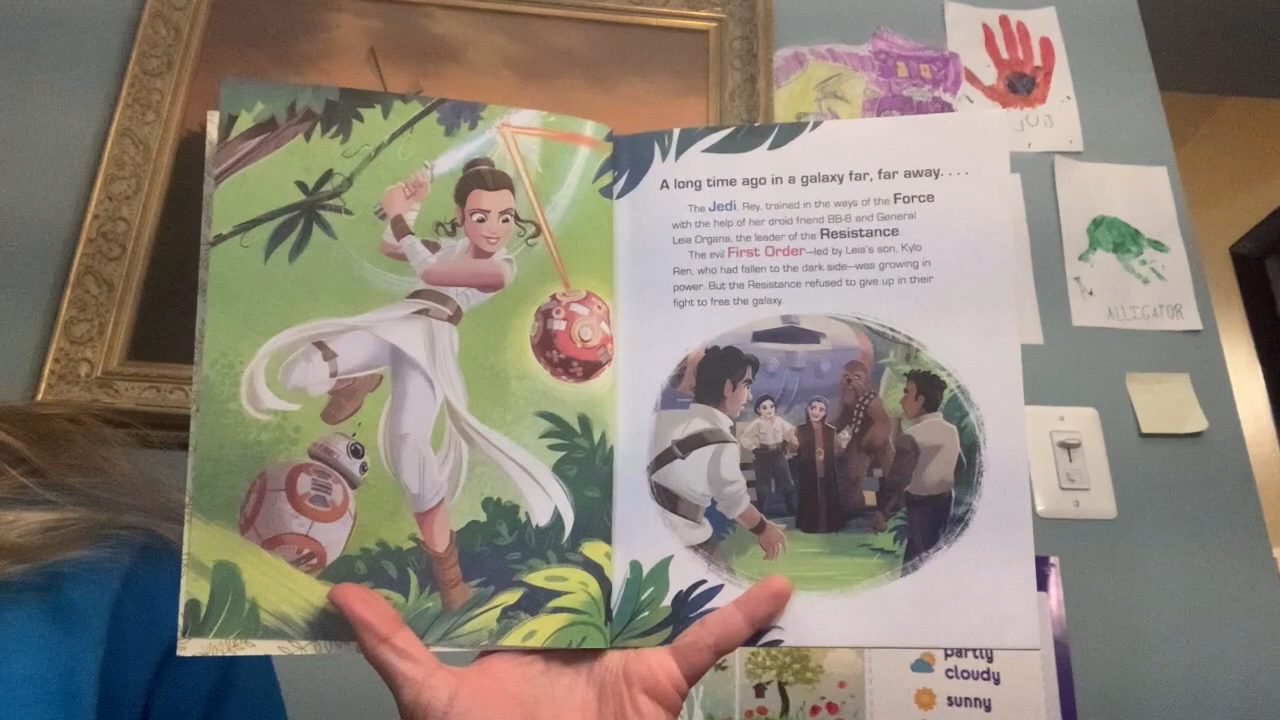 A long time ago in a galaxy far, far away. . . .
The Jedi, Rey, trained in the ways of the Force
with the help of her droid friend BB-8 and General
Leia Organa, the leader of the Resistance
The evil First Order—led by Leia's son, Kylo
Ren, who had fallen to the dark side—was growing in
power. But the Resistance refused to give up in their
fight to free the galaxy.
ALLIGATOR
partly
cloudy
sunny